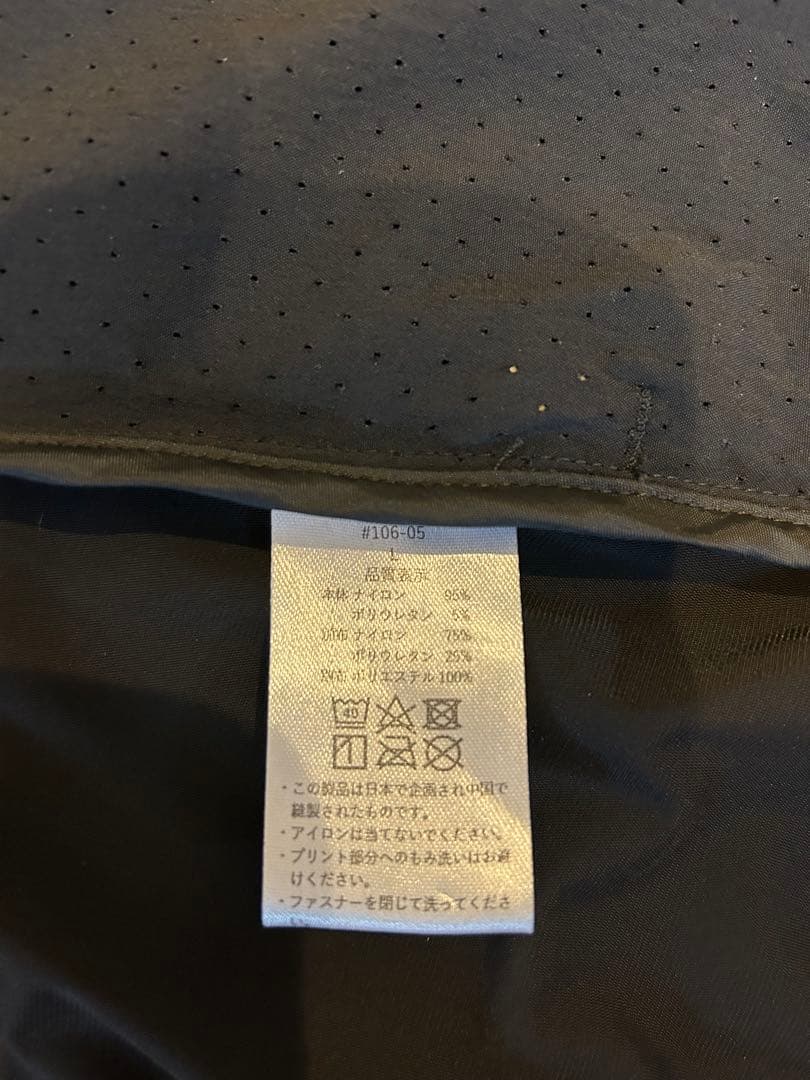 #106-05
L
品質表示
本体 ナイロン 95%
ポリウレタン 5%
別布 ナイロン 75%
ポリウレタン 25%
ポリエステル 100%
40
・この製品は日本で企画され中国で
縫製されたものです。
・アイロンは当てないでください。
・プリント部分へのもみ洗いはお避
けください。
・ファスナーを閉じて洗ってくださ
い。